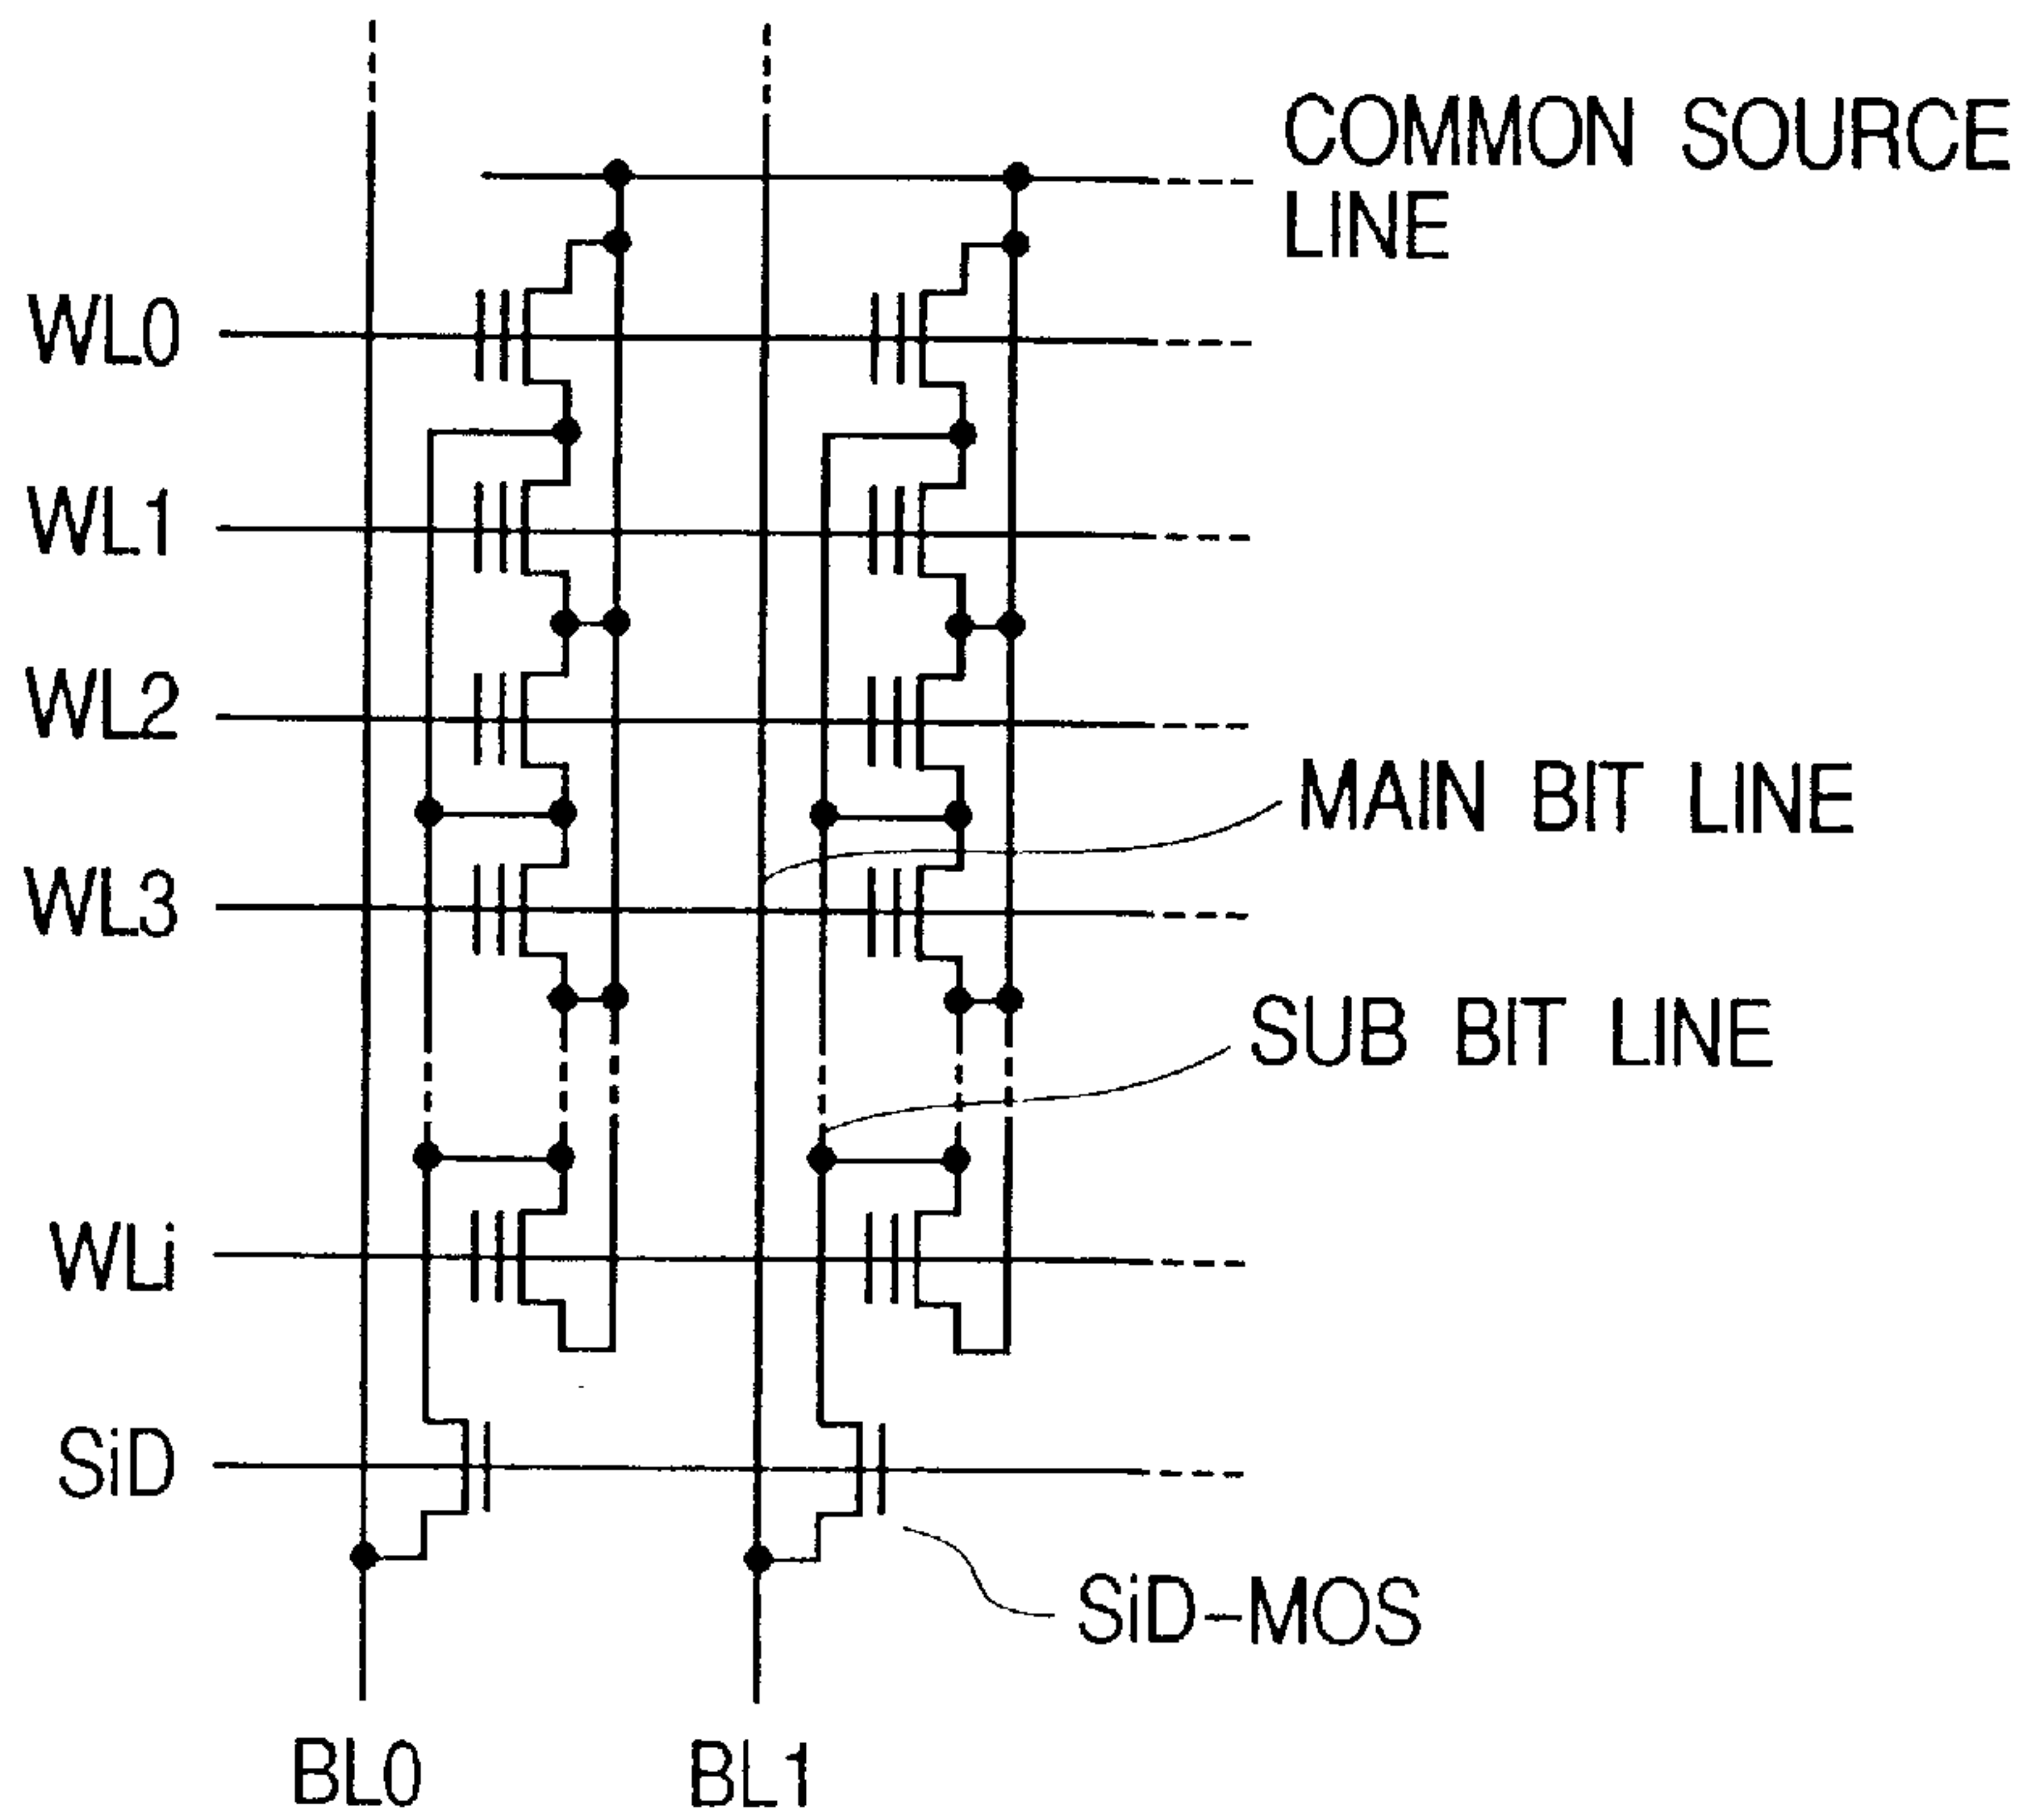 COMMON SOURCE
LINE
WL0
WL1
WL2
MAIN BIT LINE
WL3
SUB BIT LINE
WLi
SiD
SiD-MOS
BL0
BL1